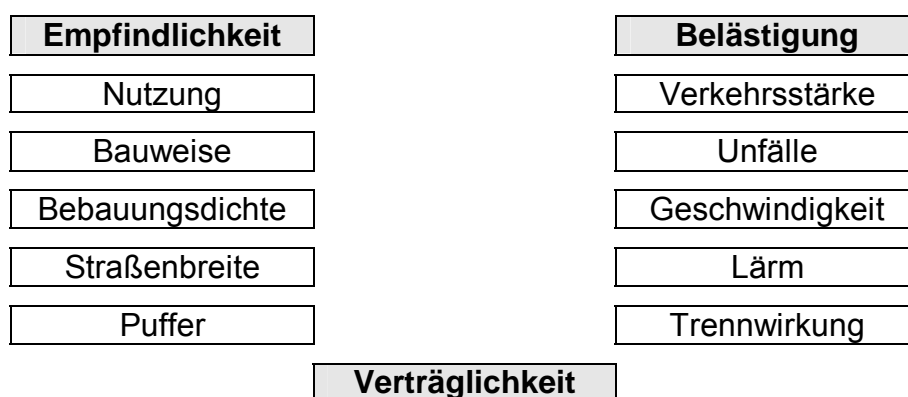 Empfindlichkeit
Belästigung
Nutzung
Verkehrsstärke
Bauweise
Unfälle
Bebauungsdichte
Geschwindigkeit
Straßenbreite
Lärm
Puffer
Trennwirkung
Verträglichkeit